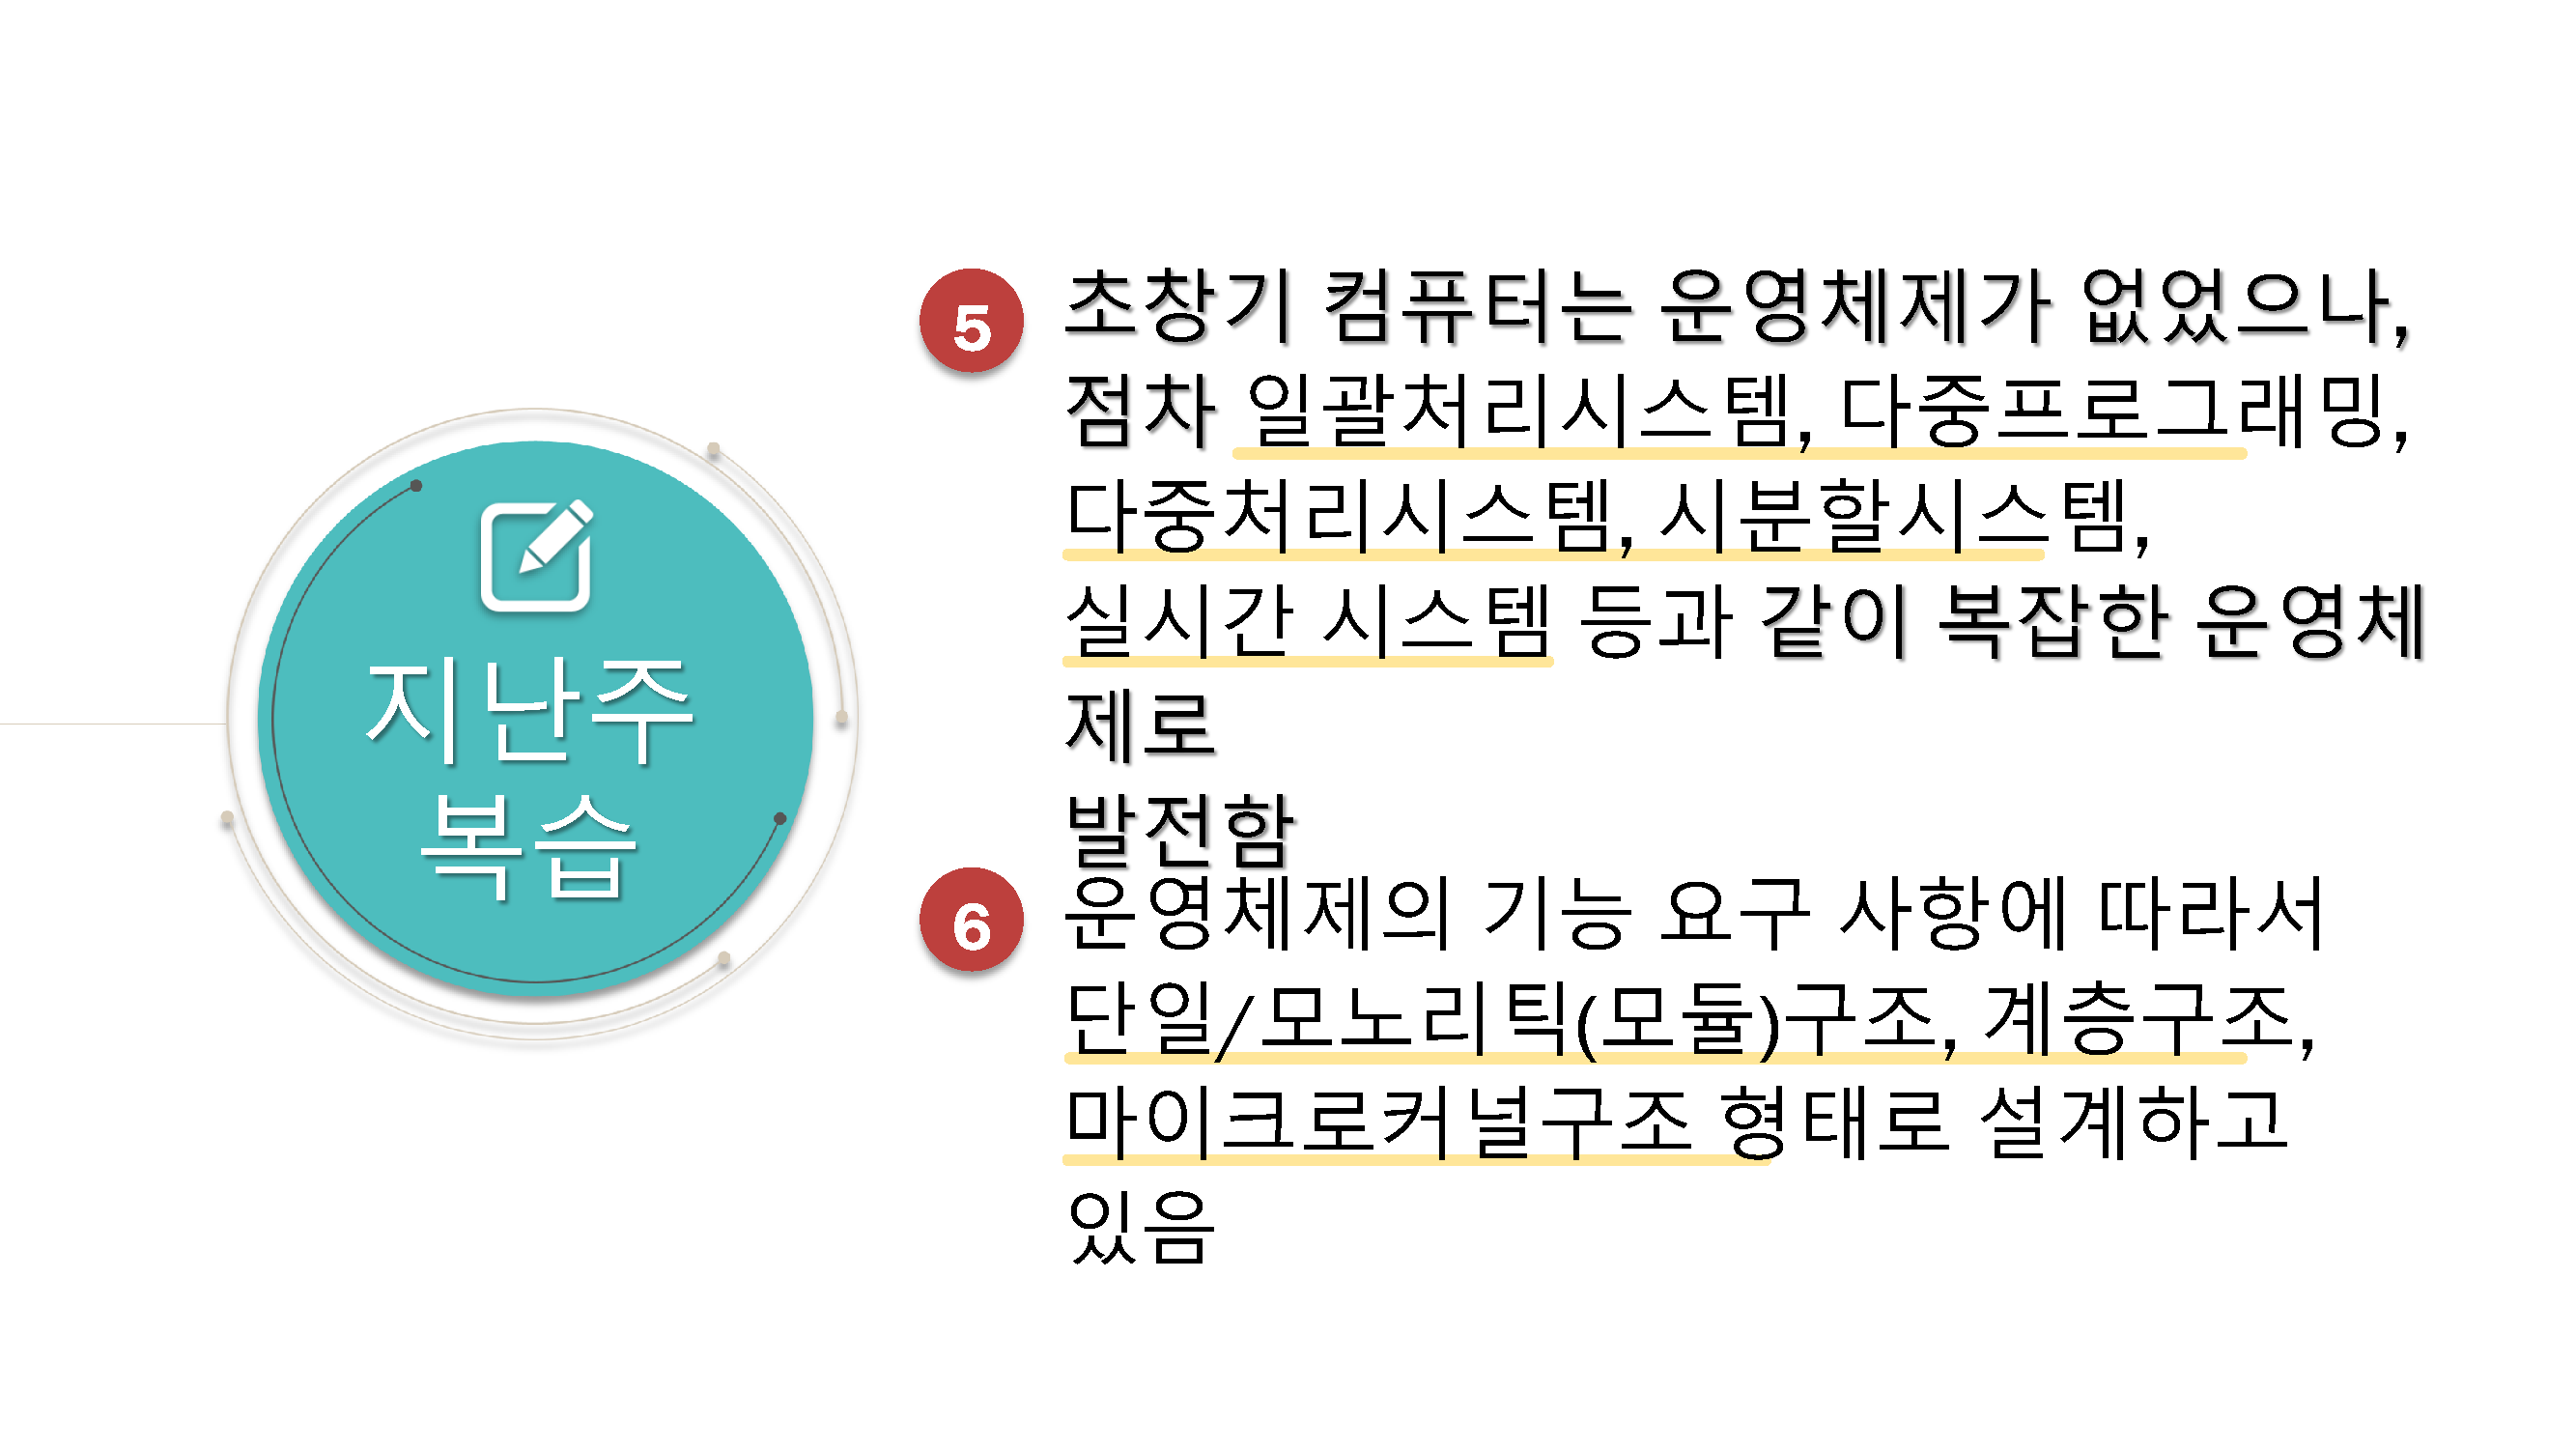 지난주
복습
5
초창기 컴퓨터는 운영체제가 없었으나,
점차 일괄처리시스템, 다중프로그래밍,
다중처리시스템, 시분할시스템,
실시간 시스템 등과 같이 복잡한 운영체
제로
발전함
6
운영체제의 기능 요구 사항에 따라서
단일/모노리틱(모듈)구조, 계층구조,
마이크로커널구조 형태로 설계하고
있음